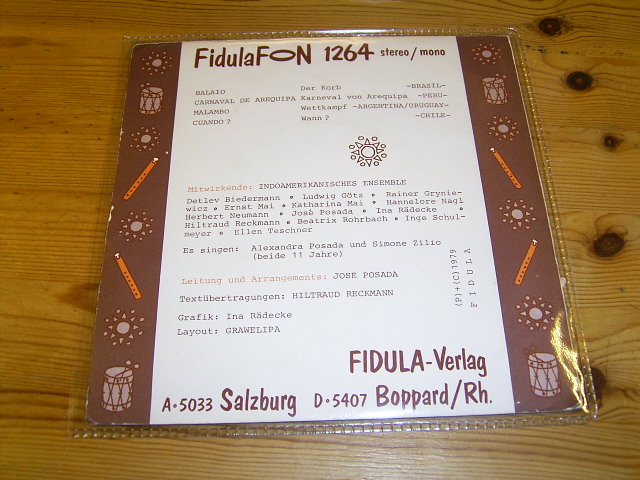 FidulaFON 1264 stereo/mono
BALAIO Der Korb -BRASIL-
CARNAVAL DE AREQUIPA Karneval von Arequipa -PERU-
MALAMBO Wettkampf -ARGENTINA/URUGUAY-
CUANDO? Wann? -CHILE-
Mitwirkende: INDOAMERIKANISCHES ENSEMBLE
Detlev Biedermann • Ludwig Götz • Rainer Grynie-
wicz • Ernst Mai • Katharina Mai • Hannelore Nagl
Herbert Neumann • José Posada • Ina Rädecke •
Hiltraud Reckmann • Beatrix Rohrbach • Inge Schul-
meyer • Ellen Teschner
Es singen: Alexandra Posada und Simone Zilio
(beide 11 Jahre)
Leitung und Arrangements: JOSÉ POSADA
Textübertragungen: HILTRAUD RECKMANN
Grafik: Ina Rädecke
Layout: GRAWELIPA
(P)+(C)1979
FIDULA
FIDULA-Verlag
A•5033 Salzburg D•5407 Boppard/Rh.